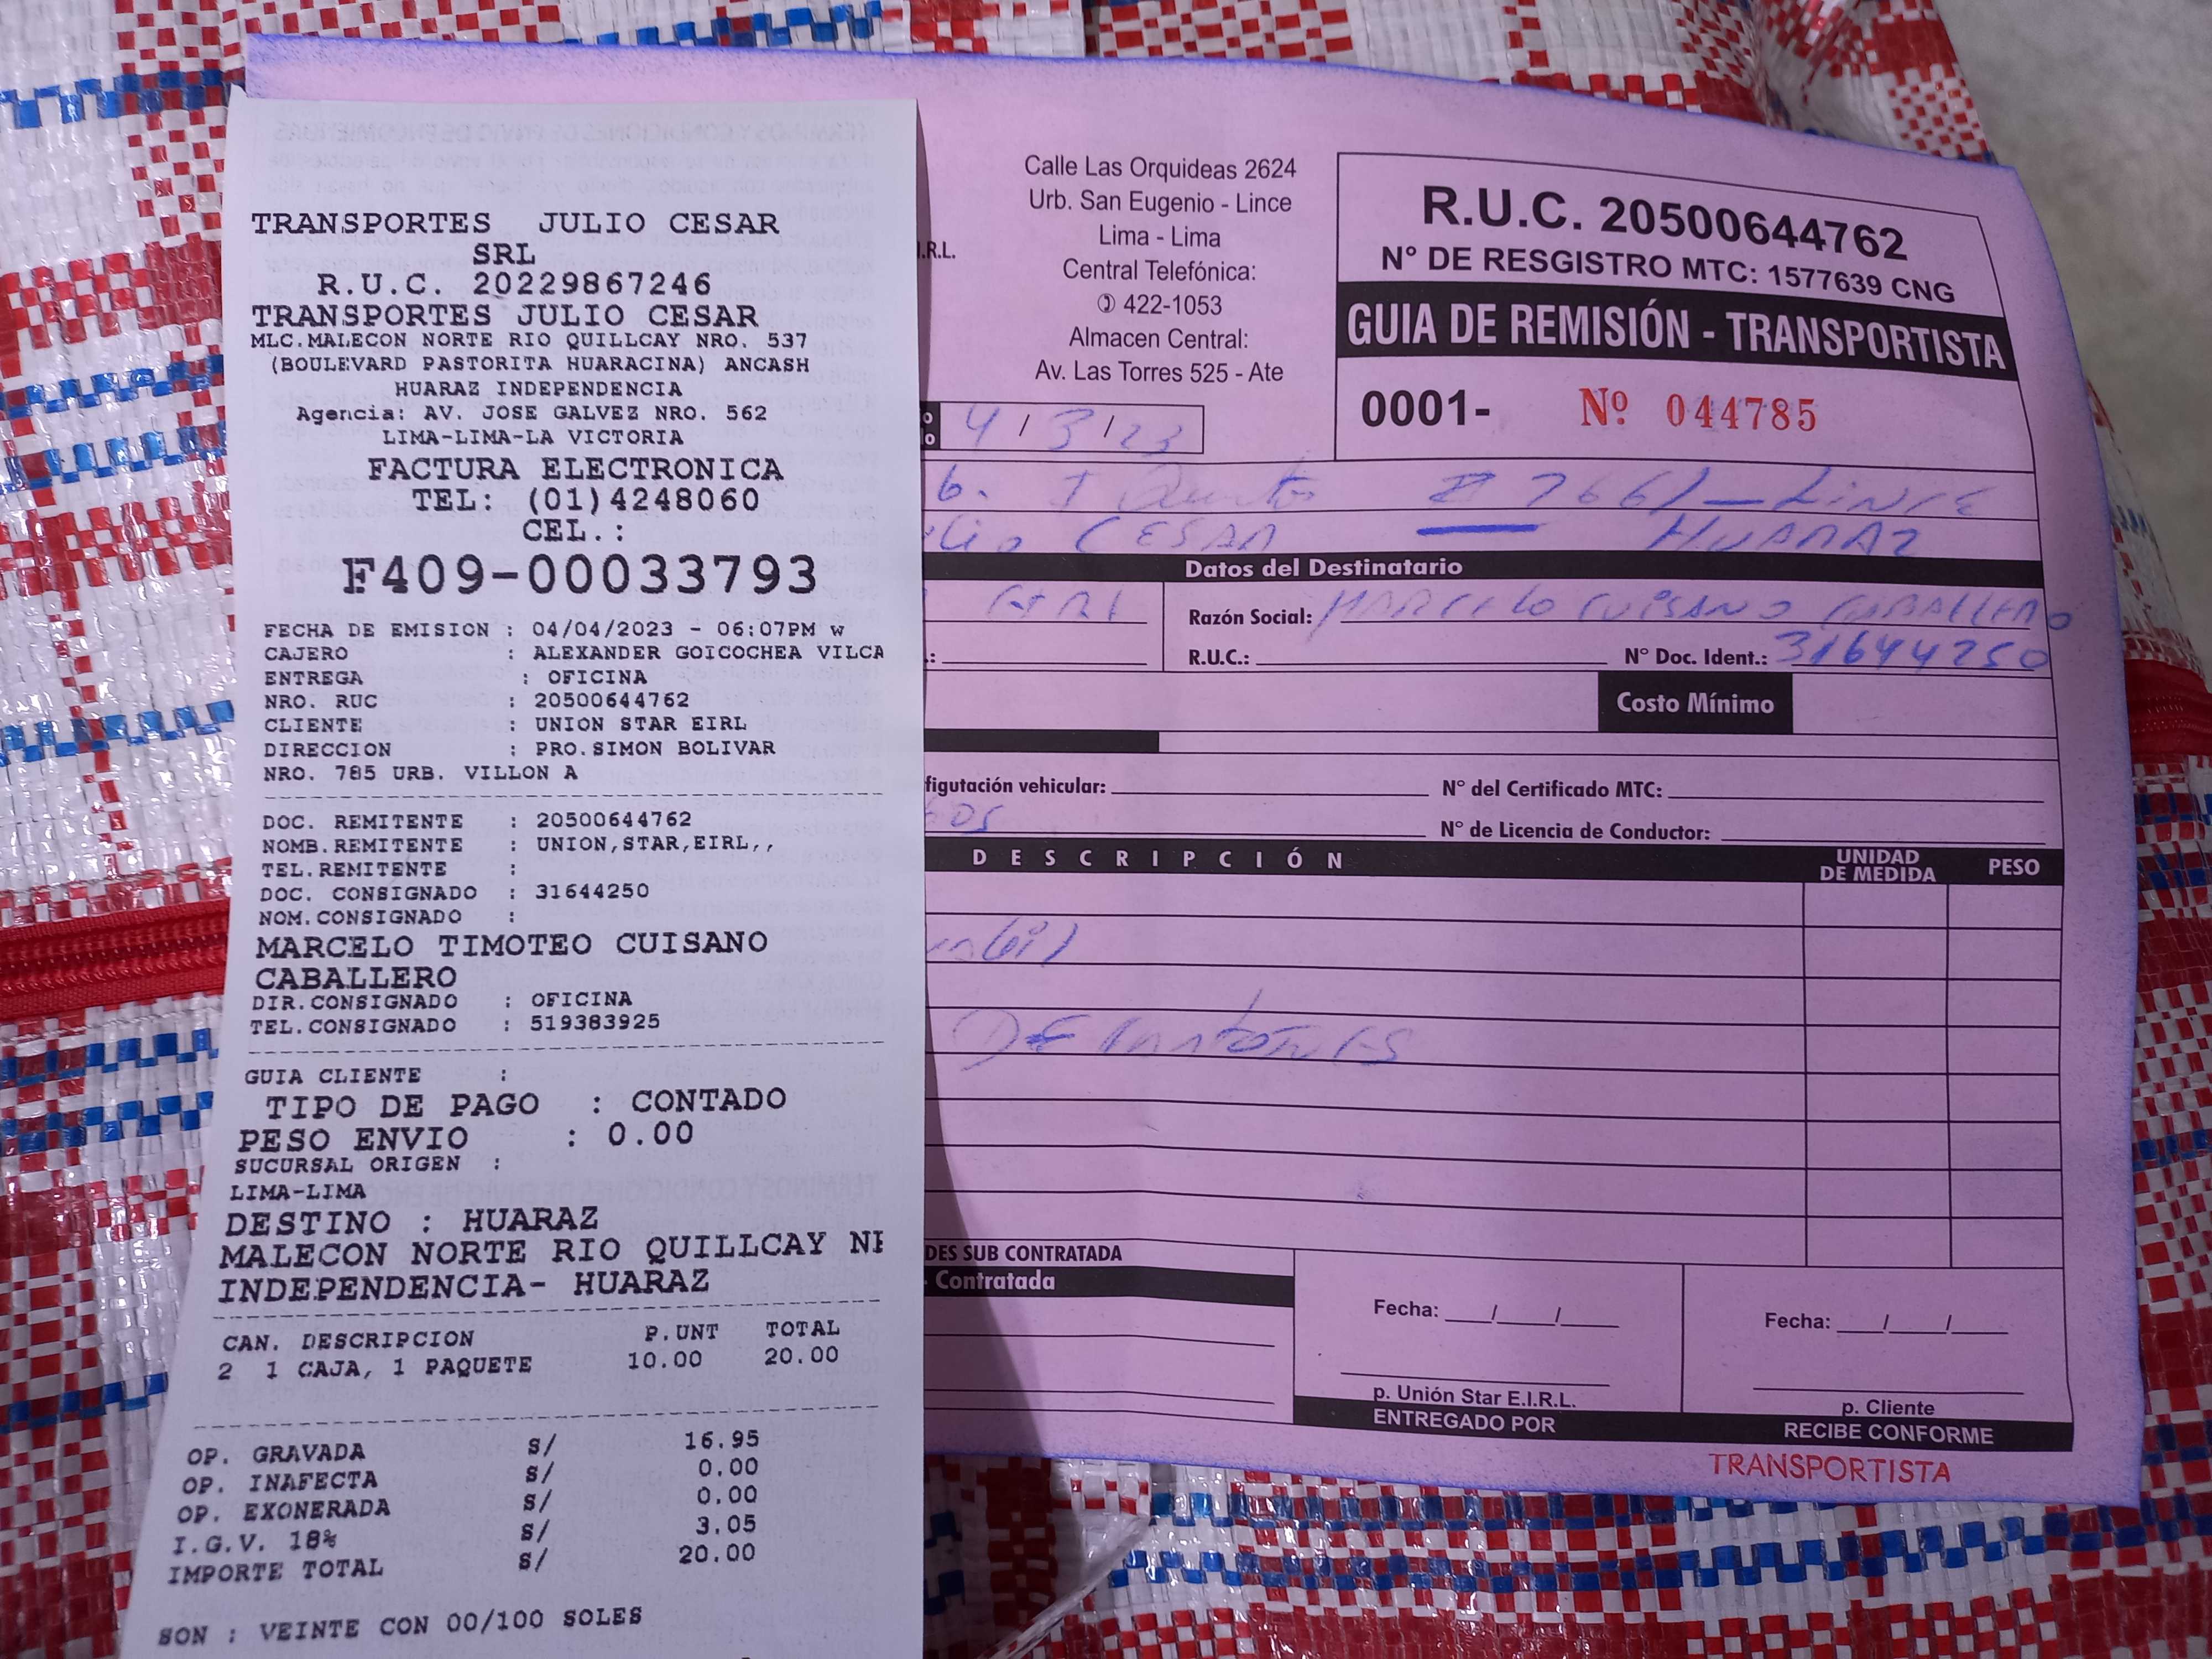 TRANSPORTES JULIO CESAR
SRL
R.U.C. 20229867246
TRANSPORTES JULIO CESAR
MLC.MALECON NORTE RIO QUILLCAY NRO. 537
(BOULEVARD PASTORITA HUARACINA) ANCASH
HUARAZ INDEPENDENCIA
Agencia: AV. JOSE GALVEZ NRO. 562
LIMA-LIMA-LA VICTORIA
FACTURA ELECTRONICA
TEL: (01)4248060
CEL.:
F409-00033793
FECHA DE EMISION : 04/04/2023 - 06:07PM w
CAJERO : ALEXANDER GOICOCHEA VILCA
ENTREGA : OFICINA
NRO. RUC : 20500644762
CLIENTE : UNION STAR EIRL
DIRECCION : PRO.SIMON BOLIVAR
NRO. 785 URB. VILLON A
DOC. REMITENTE : 20500644762
NOMB.REMITENTE : UNION,STAR,EIRL,,
TEL.REMITENTE :
DOC. CONSIGNADO : 31644250
NOM.CONSIGNADO :
MARCELO TIMOTEO CUISANO
CABALLERO
DIR.CONSIGNADO : OFICINA
TEL.CONSIGNADO : 519383925
GUIA CLIENTE :
TIPO DE PAGO : CONTADO
PESO ENVIO : 0.00
SUCURSAL ORIGEN :
LIMA-LIMA
DESTINO : HUARAZ
MALECON NORTE RIO QUILLCAY
INDEPENDENCIA- HUARAZ
CAN. DESCRIPCION P.UNT TOTAL
2 1 CAJA, 1 PAQUETE 10.00 20.00
OP. GRAVADA S/ 16.95
OP. INAFECTA S/ 0.00
OP. EXONERADA S/ 0.00
I.G.V. 18% S/ 3.05
IMPORTE TOTAL S/ 20.00
SON : VEINTE CON 00/100 SOLES
I.R.L.
Calle Las Orquideas 2624
Urb. San Eugenio - Lince
Lima - Lima
Central Telefónica:
422-1053
Almacen Central:
Av. Las Torres 525 - Ate
R.U.C. 20500644762
N° DE RESGISTRO MTC: 1577639 CNG
GUIA DE REMISIÓN - TRANSPORTISTA
0001- Nº 044785
4/3/23
LINCE
CESAR HUARAZ
Datos del Destinatario
Razón Social: MARCELO CUISANO CABALLERO
R.U.C.: N° Doc. Ident.: 31644250
Costo Mínimo
figutación vehicular: N° del Certificado MTC:
N° de Licencia de Conductor:
DESCRIPCIÓN UNIDAD DE MEDIDA PESO
DE
DES SUB CONTRATADA
Contratada
Fecha: / /
Fecha: / /
p. Unión Star E.I.R.L.
ENTREGADO POR
p. Cliente
RECIBE CONFORME
TRANSPORTISTA